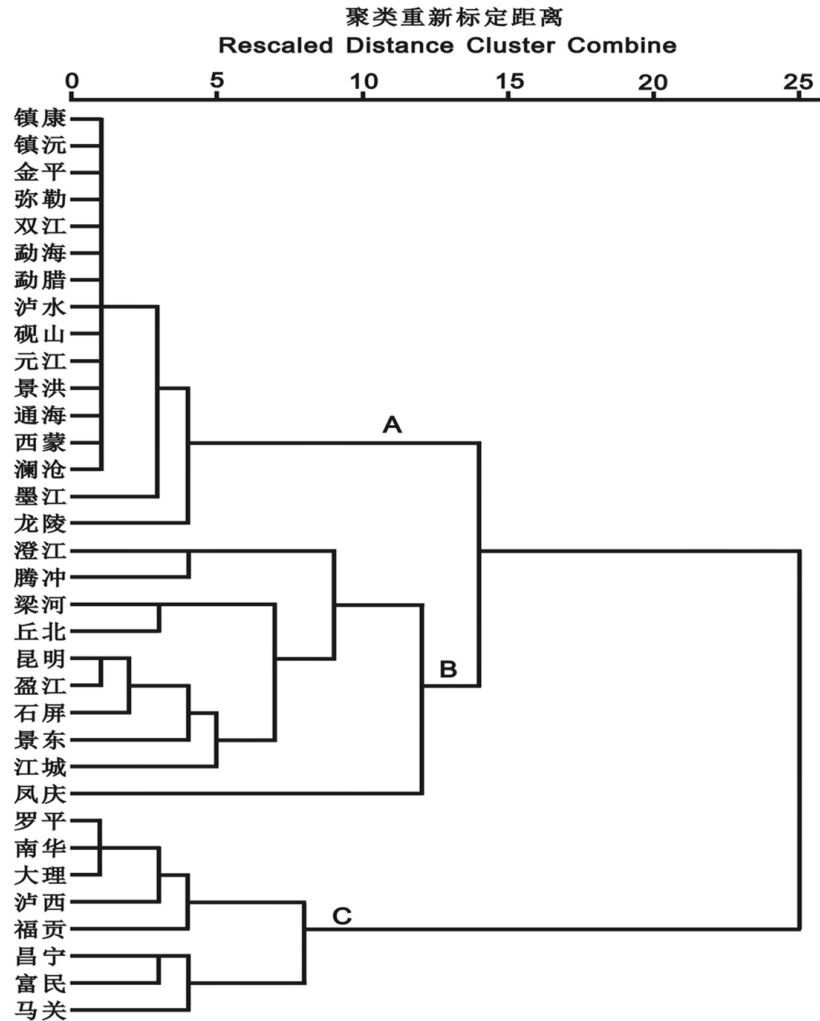 聚类重新标定距离
Rescaled Distance Cluster Combine
0 5 10 15 20 25
镇康
镇沅
金平
弥勒
双江
勐海
勐腊
泸水
砚山
元江
景洪
通海
西蒙
澜沧
墨江
龙陵
澄江
腾冲
梁河
丘北
昆明
盈江
石屏
景东
江城
凤庆
罗平
南华
大理
泸西
福贡
昌宁
富民
马关
A
B
C